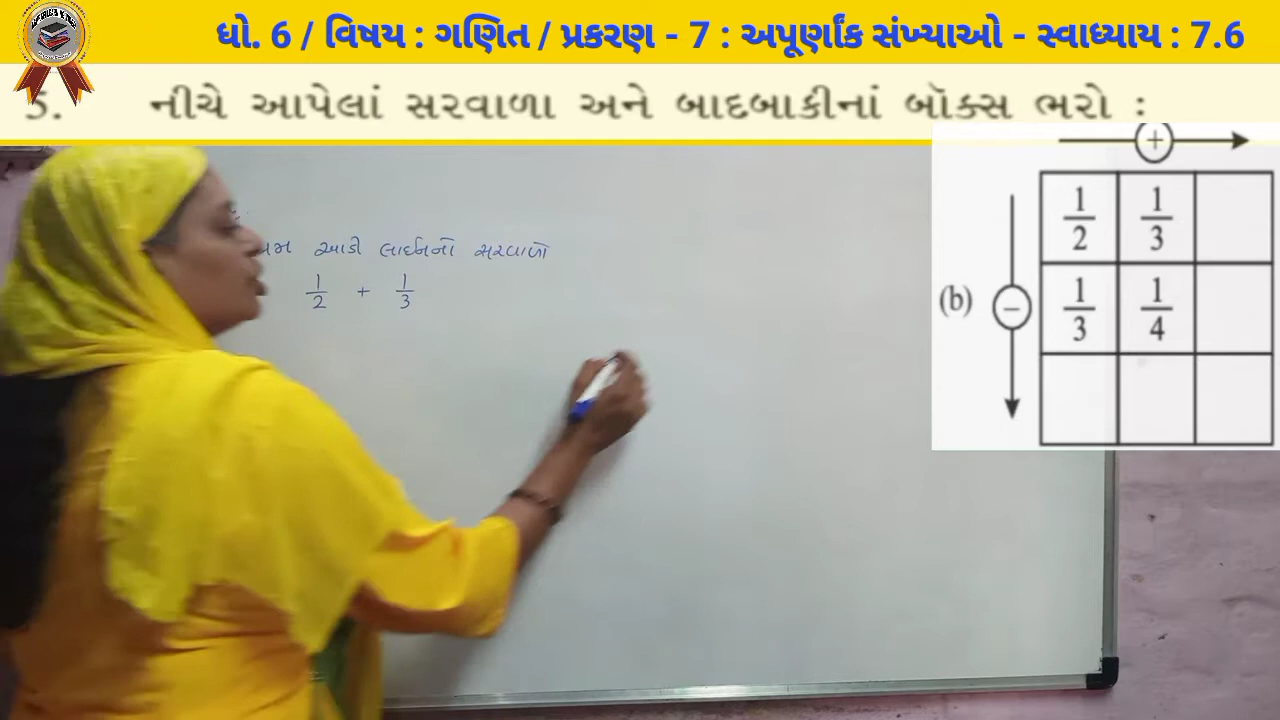 ધો. 6 / વિષય : ગણિત / પ્રકરણ - 7 : અપૂર્ણાંક સંખ્યાઓ - સ્વાધ્યાય : 7.6
5. નીચે આપેલાં સરવાળા અને બાદબાકીનાં બૉક્સ ભરો :
આડી લાઈનનો સરવાળો
1/2 + 1/3
+
1/2 1/3
(b) −
1/3 1/4